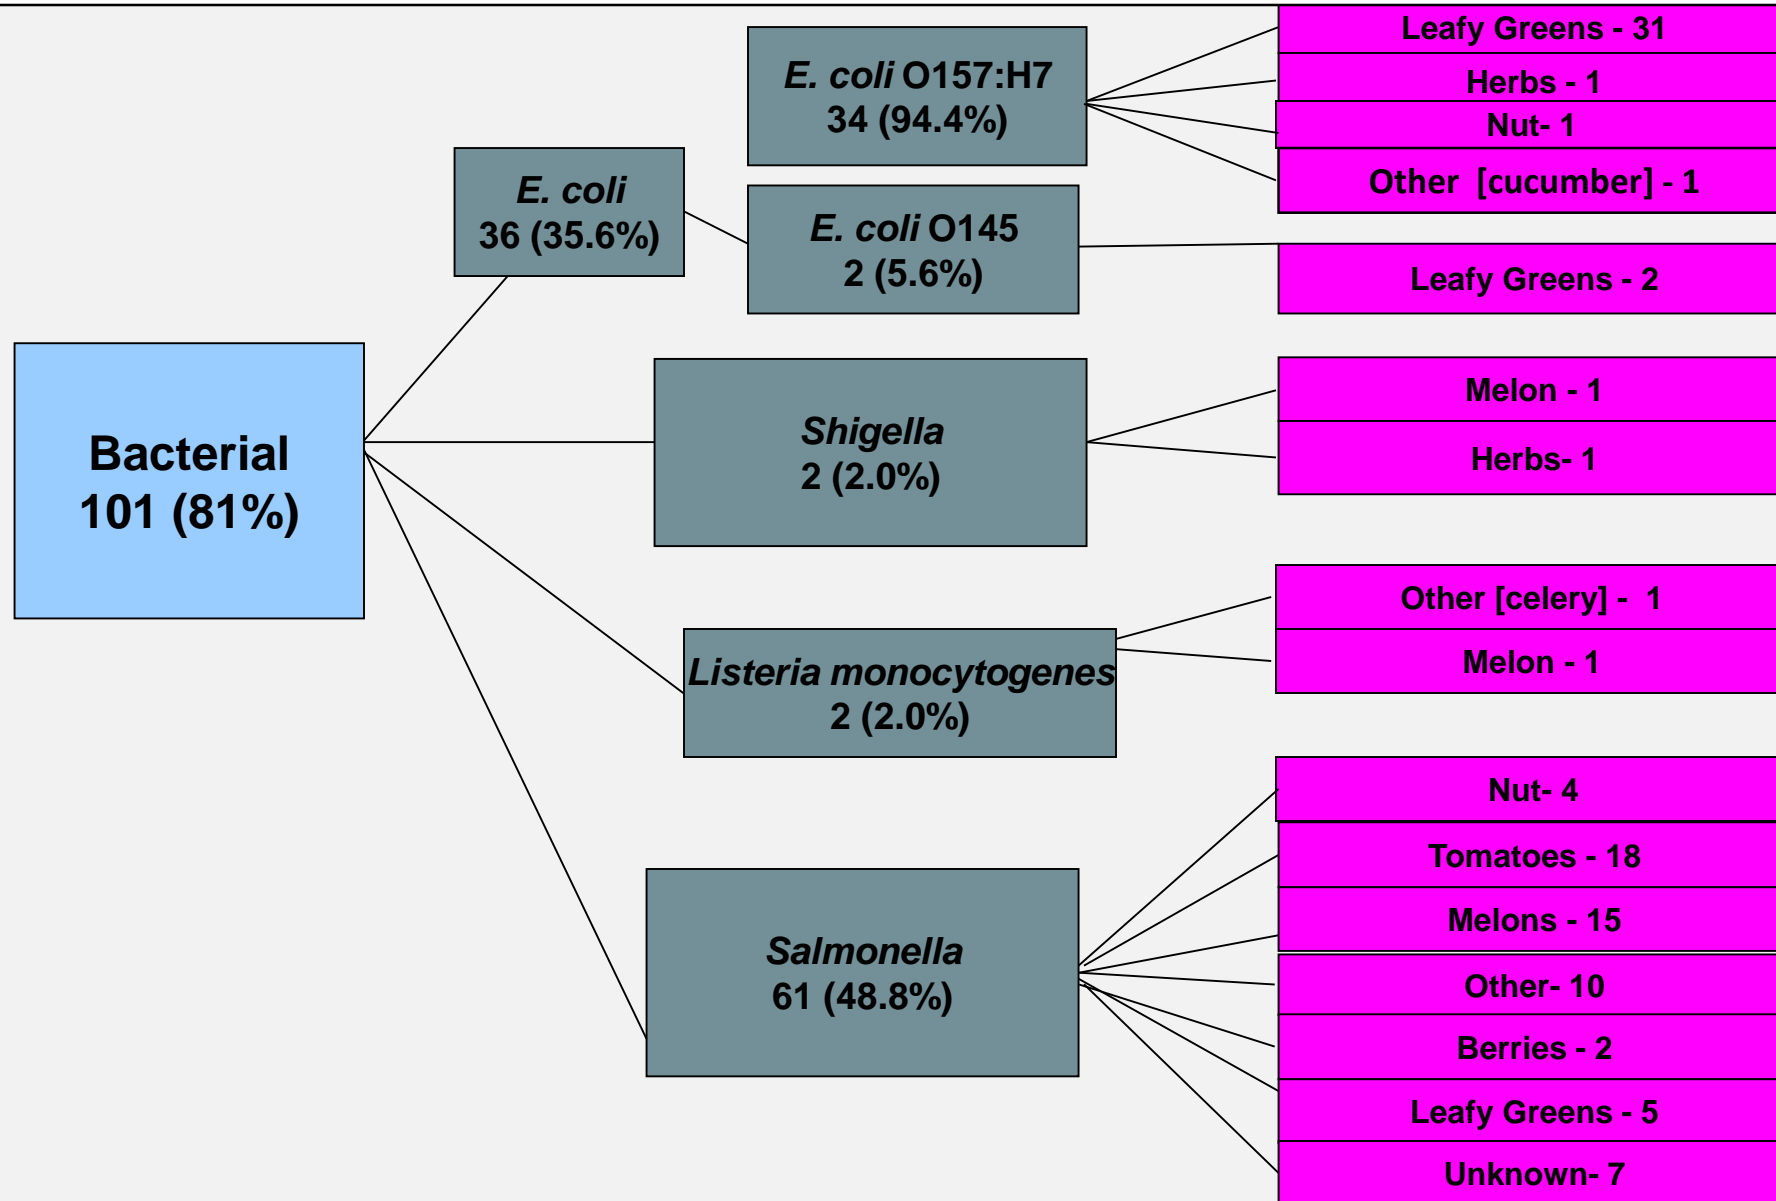 Bacterial
101 (81%)
E. coli
36 (35.6%)
E. coli O157:H7
34 (94.4%)
Leafy Greens - 31
Herbs - 1
Nut- 1
Other [cucumber] - 1
E. coli O145
2 (5.6%)
Leafy Greens - 2
Shigella
2 (2.0%)
Melon - 1
Herbs- 1
Listeria monocytogenes
2 (2.0%)
Other [celery] - 1
Melon - 1
Salmonella
61 (48.8%)
Nut- 4
Tomatoes - 18
Melons - 15
Other- 10
Berries - 2
Leafy Greens - 5
Unknown- 7